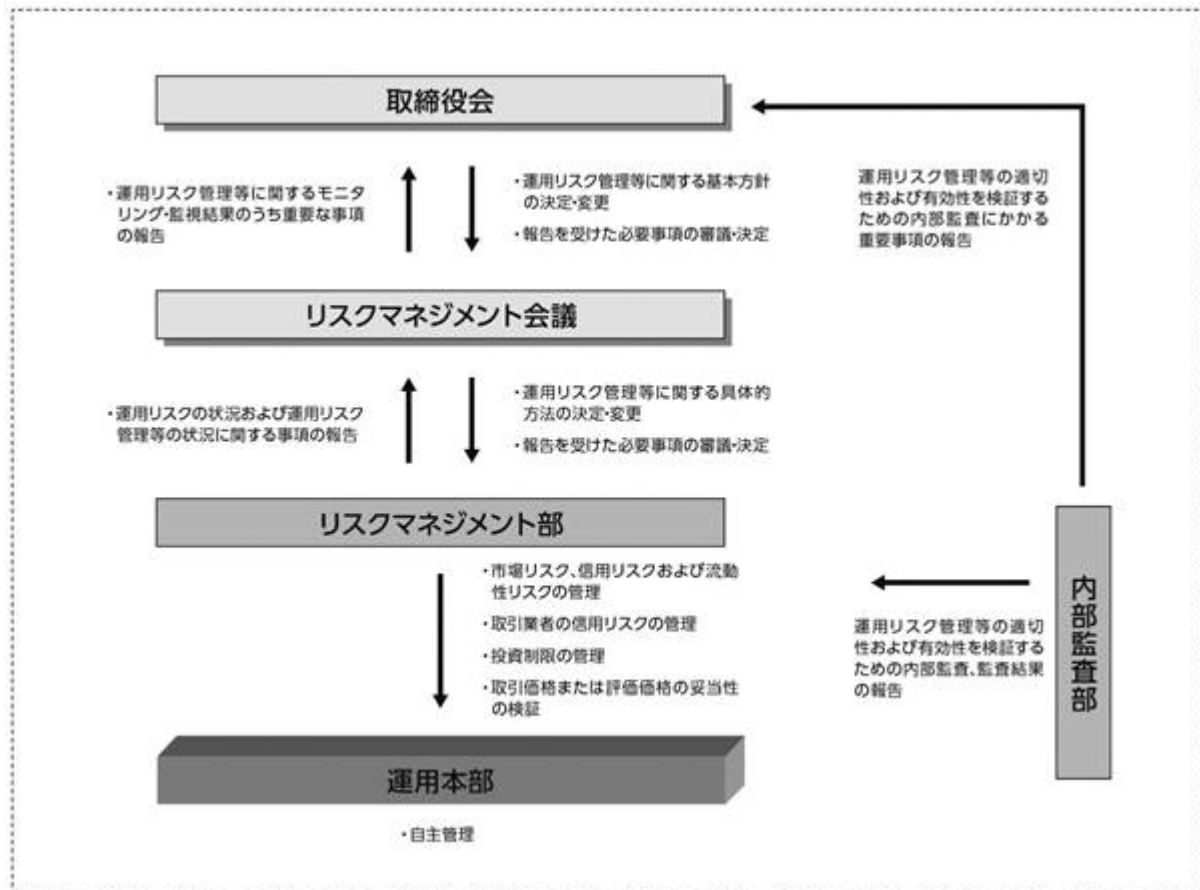 取締役会
・運用リスク管理等に関するモニタ
リング・監視結果のうち重要な事項
の報告
・運用リスク管理等に関する基本方針
の決定・変更
・報告を受けた必要事項の審議・決定
運用リスク管理等の適切
性および有効性を検証す
るための内部監査にかかる
重要事項の報告
リスクマネジメント会議
・運用リスクの状況および運用リスク
管理等の状況に関する事項の報告
・運用リスク管理等に関する具体的
方法の決定・変更
・報告を受けた必要事項の審議・決定
リスクマネジメント部
・市場リスク、信用リスクおよび流動
性リスクの管理
・取引業者の信用リスクの管理
・投資制限の管理
・取引価格または評価価格の妥当性
の検証
運用リスク管理等の適切
性および有効性を検証する
ための内部監査、監査結果
の報告
内部監査部
運用本部
・自主管理